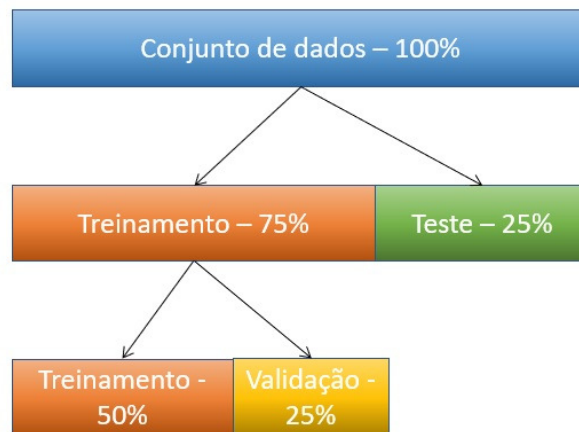 Conjunto de dados – 100%
Treinamento – 75%
Teste – 25%
Treinamento -
50%
Validação -
25%